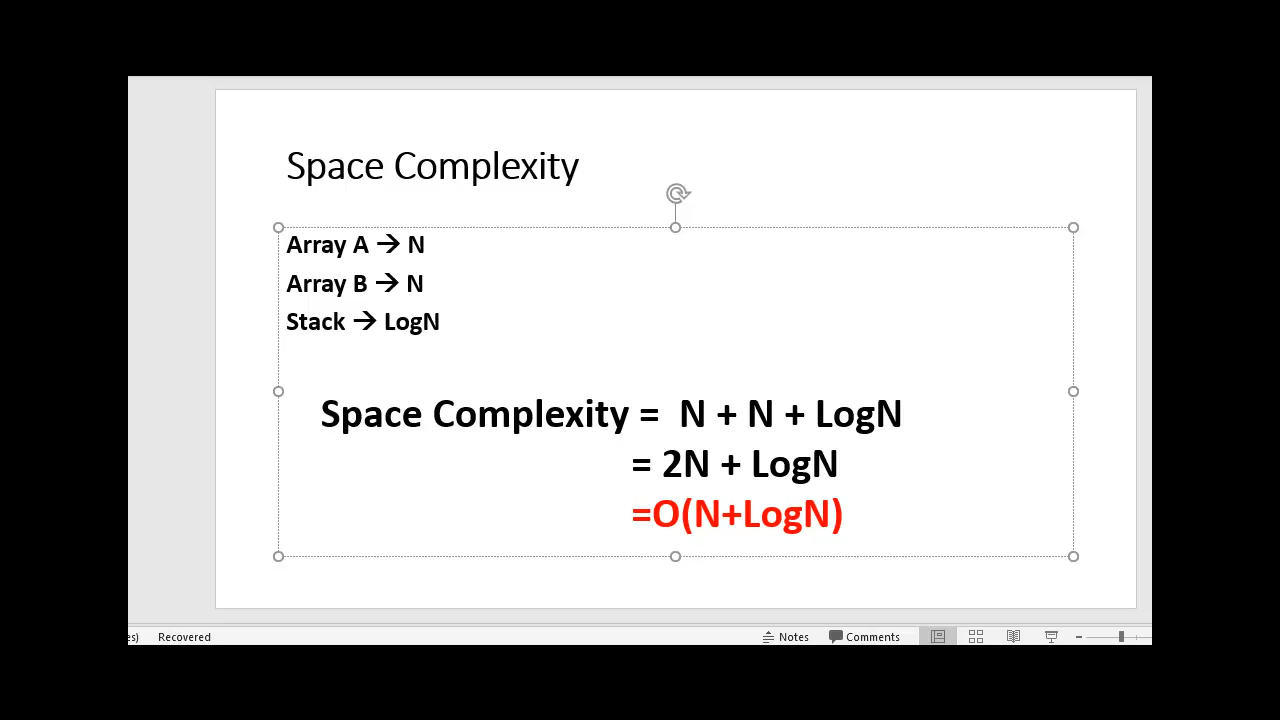 Space Complexity
Array A → N
Array B → N
Stack → LogN
Space Complexity = N + N + LogN
= 2N + LogN
=O(N+LogN)
es) Recovered Notes Comments